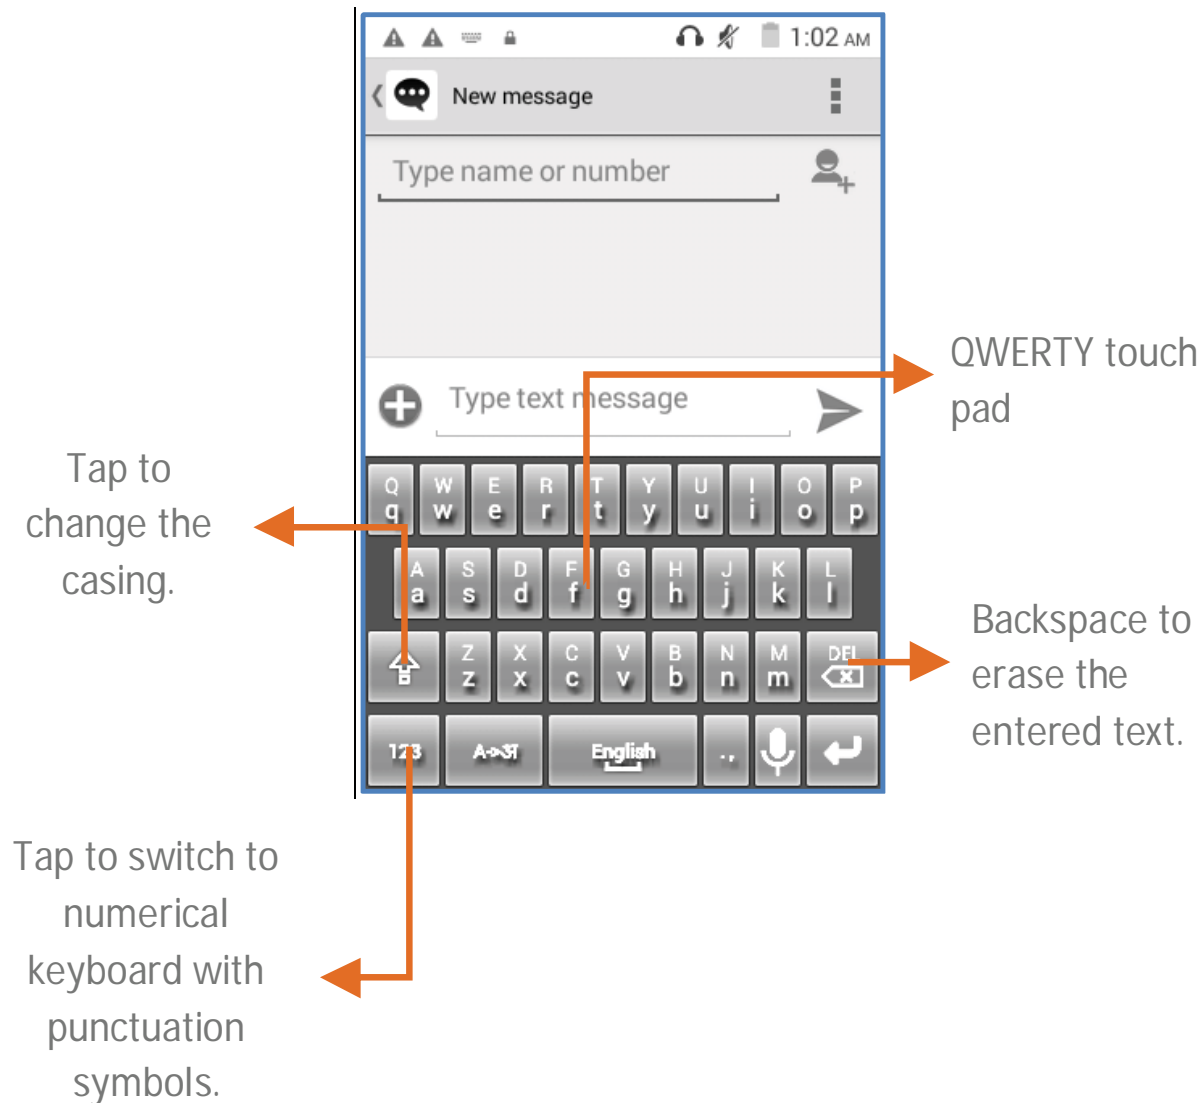 1:02 AM
New message
Type name or number
QWERTY touch
pad
Type text message
Tap to
change the
casing.
Q W E R T Y U I O P
q w e r t y u i o p
A S D F G H J K L
a s d f g h j k l
Backspace to
erase the
entered text.
Z X C V B N M DEL
z x c v b n m
123 A->अ English .,
Tap to switch to
numerical
keyboard with
punctuation
symbols.